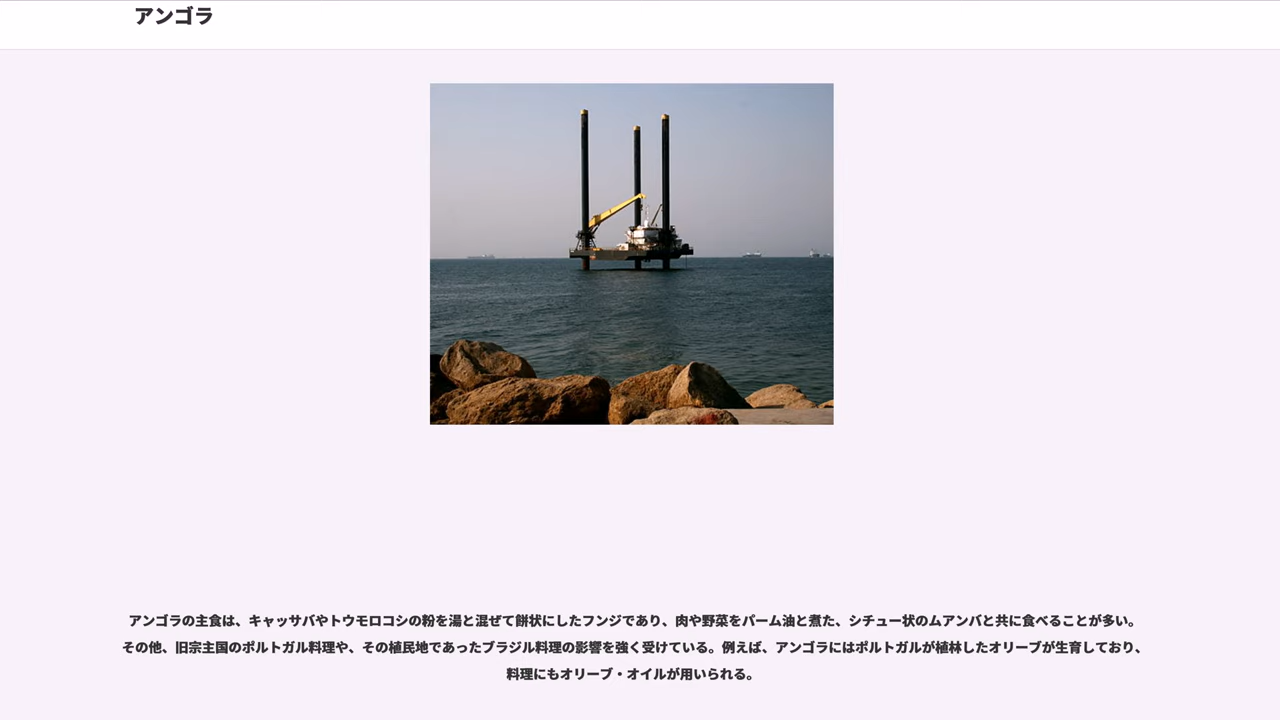 アンゴラ
アンゴラの主食は、キャッサバやトウモロコシの粉を湯と混ぜて餅状にしたフンジであり、肉や野菜をパーム油と煮た、シチュー状のムアンバと共に食べることが多い。
その他、旧宗主国のポルトガル料理や、その植民地であったブラジル料理の影響を強く受けている。例えば、アンゴラにはポルトガルが植林したオリーブが生育しており、
料理にもオリーブ・オイルが用いられる。